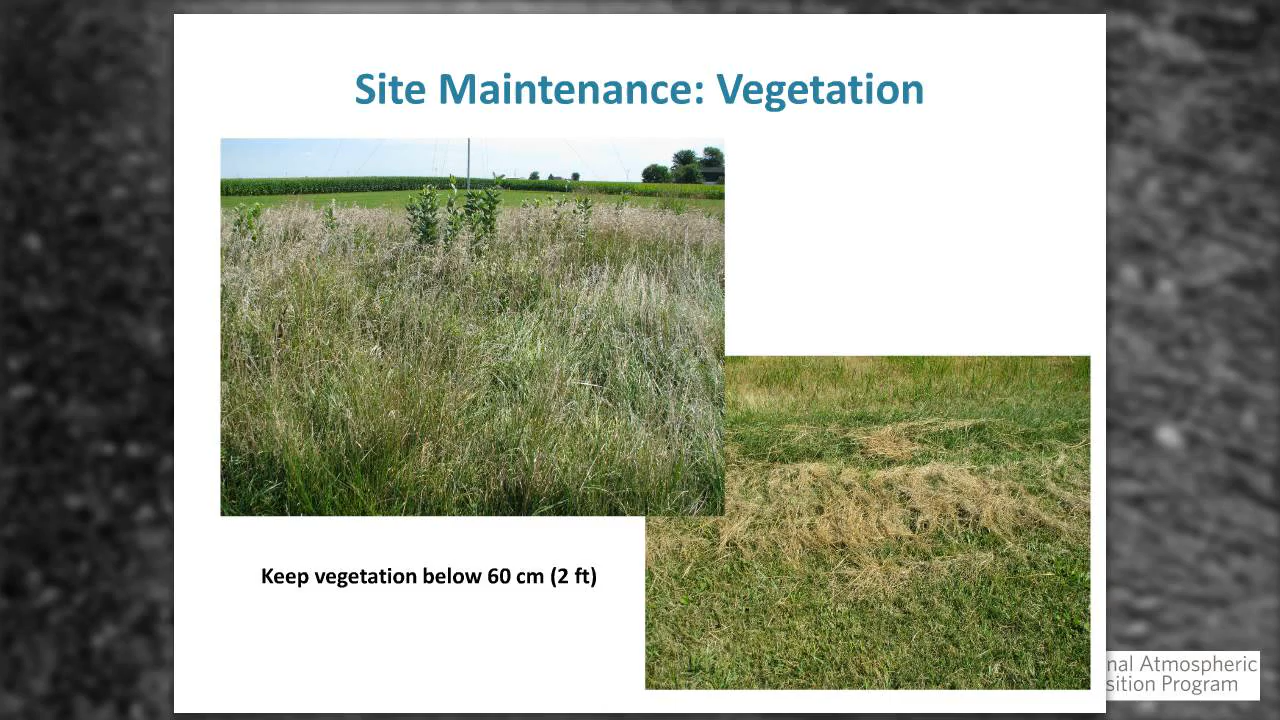 Site Maintenance: Vegetation
Keep vegetation below 60 cm (2 ft)
nal Atmospheric
sition Program